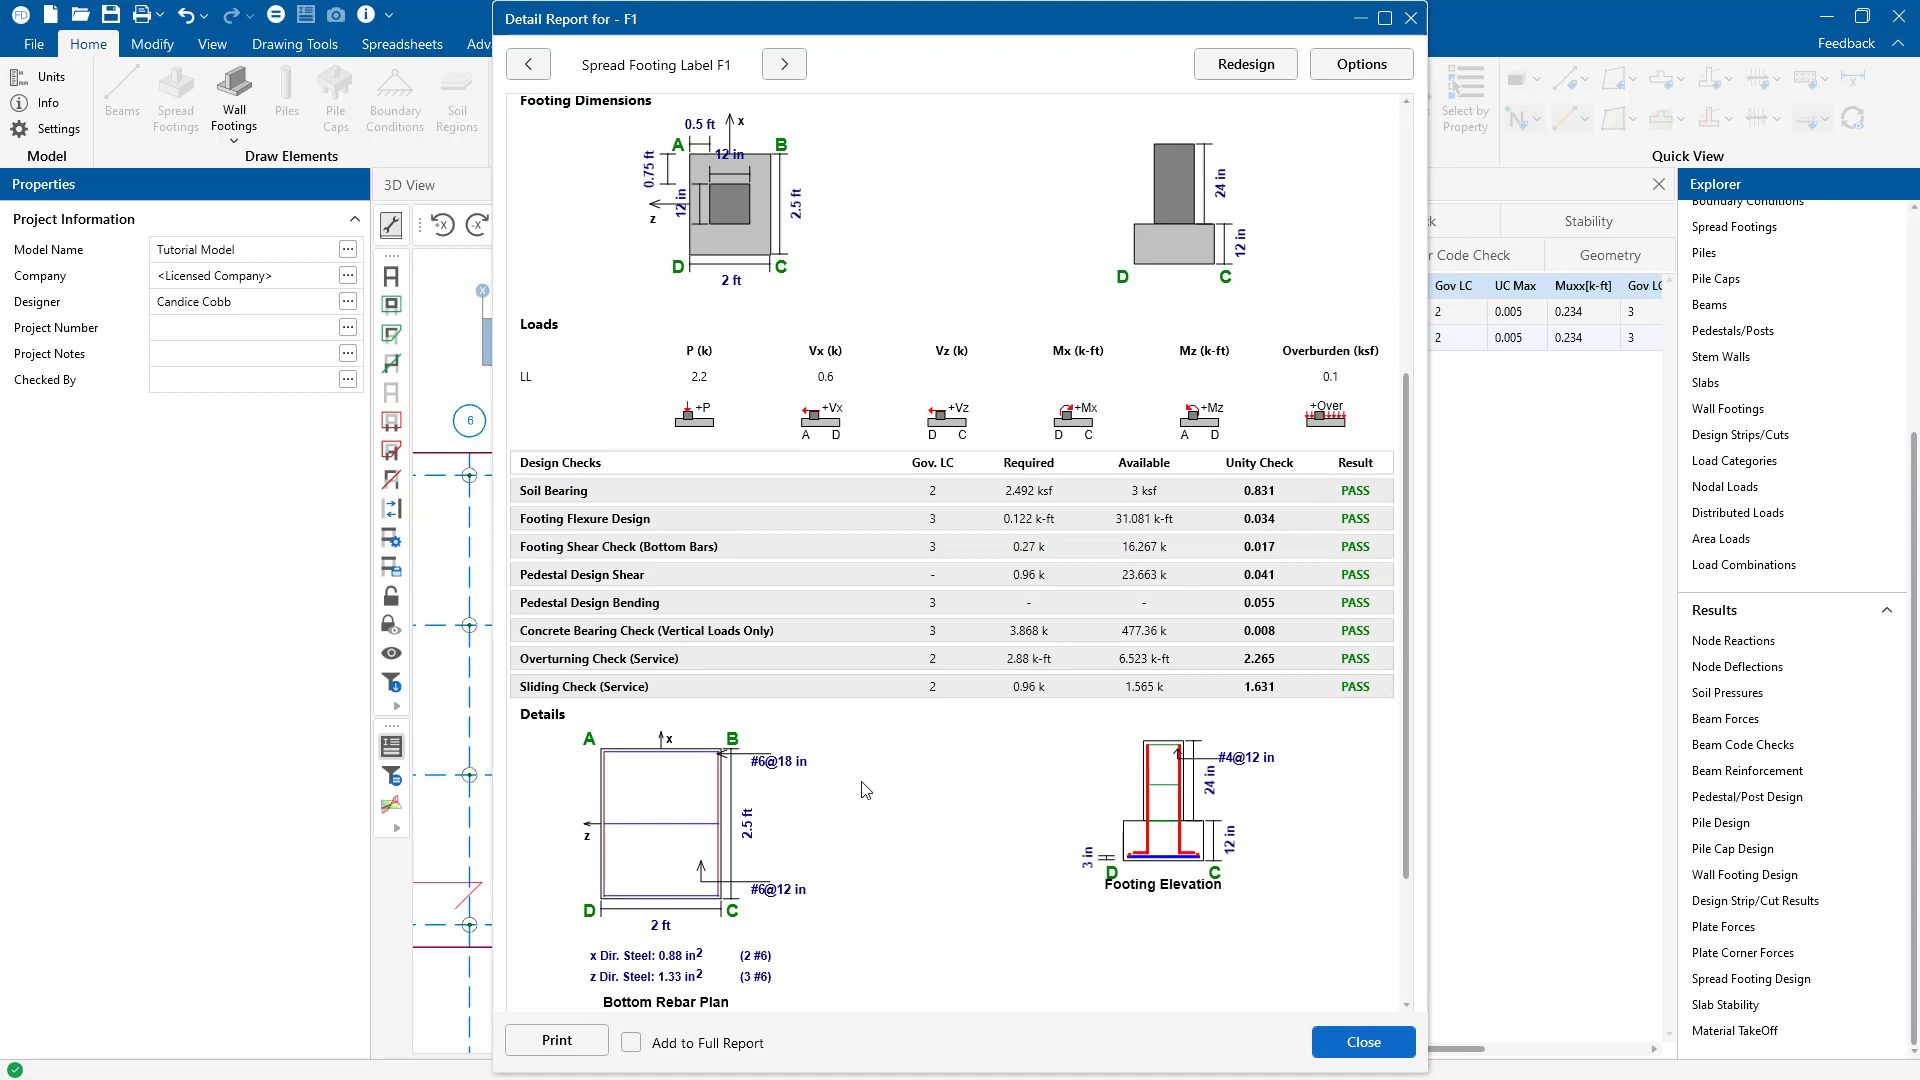 FD
Detail Report for - F1
File
Home
Modify
View
Drawing Tools
Spreadsheets
Feedback
Units
Info
Settings
Model
Beams
Spread Footings
Wall Footings
Piles
Pile Caps
Boundary Conditions
Soil Regions
Draw Elements
Spread Footing Label F1
Redesign
Options
Select by Property
Quick View
Properties
Project Information
Model Name
Tutorial Model
Company
<Licensed Company>
Designer
Candice Cobb
Project Number
Project Notes
Checked By
3D View
+X
-X
X
6
Footing Dimensions
0.5 ft
x
A
B
12 in
0.75 ft
12 in
2.5 ft
z
D
C
2 ft
24 in
12 in
D
C
Loads
P (k)
Vx (k)
Vz (k)
Mx (k-ft)
Mz (k-ft)
Overburden (ksf)
LL
2.2
0.6
0.1
+P
+Vx
+Vz
+Mx
+Mz
+Over
A D
D C
D C
A D
Design Checks Gov. LC Required Available Unity Check Result
Soil Bearing 2 2.492 ksf 3 ksf 0.831 PASS
Footing Flexure Design 3 0.122 k-ft 31.081 k-ft 0.034 PASS
Footing Shear Check (Bottom Bars) 3 0.27 k 16.267 k 0.017 PASS
Pedestal Design Shear - 0.96 k 23.663 k 0.041 PASS
Pedestal Design Bending 3 - - 0.055 PASS
Concrete Bearing Check (Vertical Loads Only) 3 3.868 k 477.36 k 0.008 PASS
Overturning Check (Service) 2 2.88 k-ft 6.523 k-ft 2.265 PASS
Sliding Check (Service) 2 0.96 k 1.565 k 1.631 PASS
Details
A
x
B
#6@18 in
2.5 ft
z
#6@12 in
D
C
2 ft
x Dir. Steel: 0.88 in2 (2 #6)
z Dir. Steel: 1.33 in2 (3 #6)
Bottom Rebar Plan
#4@12 in
24 in
12 in
3 in
D
C
Footing Elevation
Print
Add to Full Report
Close
Stability
Code Check
Geometry
Gov LC UC Max Muxx[k-ft]
2 0.005 0.234 3
2 0.005 0.234 3
Explorer
Boundary Conditions
Spread Footings
Piles
Pile Caps
Beams
Pedestals/Posts
Stem Walls
Slabs
Wall Footings
Design Strips/Cuts
Load Categories
Nodal Loads
Distributed Loads
Area Loads
Load Combinations
Results
Node Reactions
Node Deflections
Soil Pressures
Beam Forces
Beam Code Checks
Beam Reinforcement
Pedestal/Post Design
Pile Design
Pile Cap Design
Wall Footing Design
Design Strip/Cut Results
Plate Forces
Plate Corner Forces
Spread Footing Design
Slab Stability
Material TakeOff